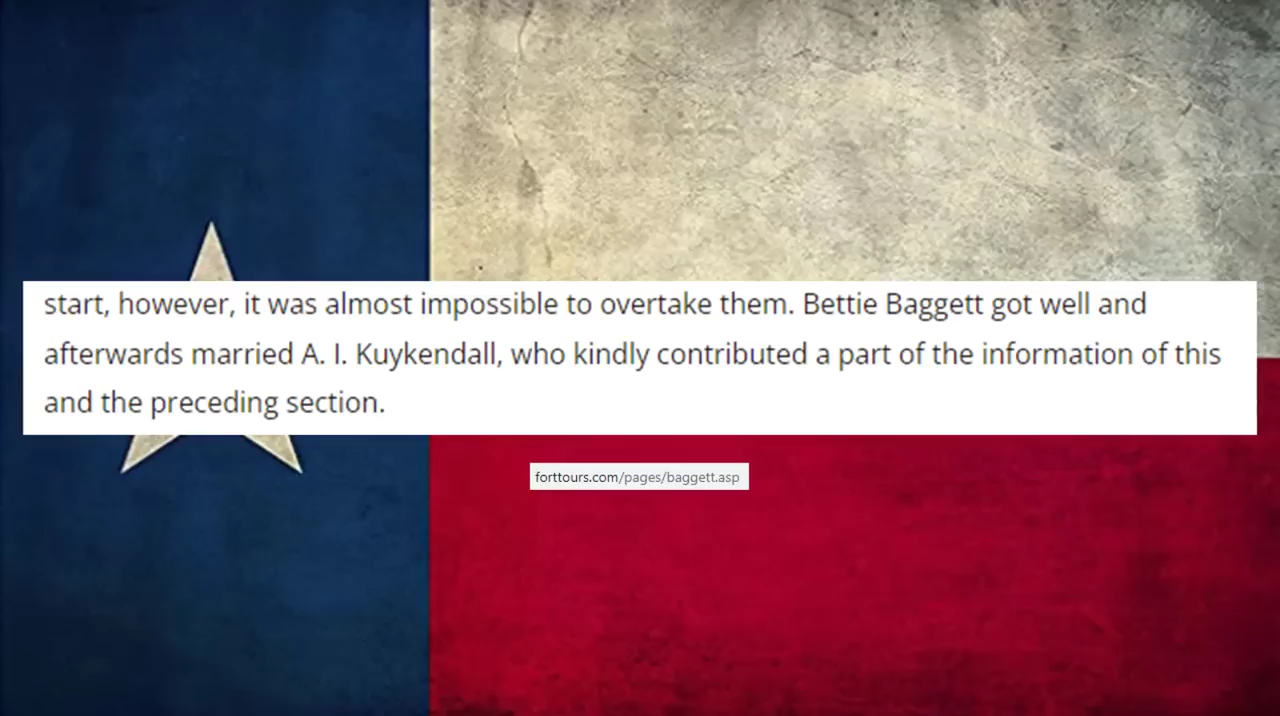 start, however, it was almost impossible to overtake them. Bettie Baggett got well and
afterwards married A. I. Kuykendall, who kindly contributed a part of the information of this
and the preceding section.
forttours.com/pages/baggett.asp